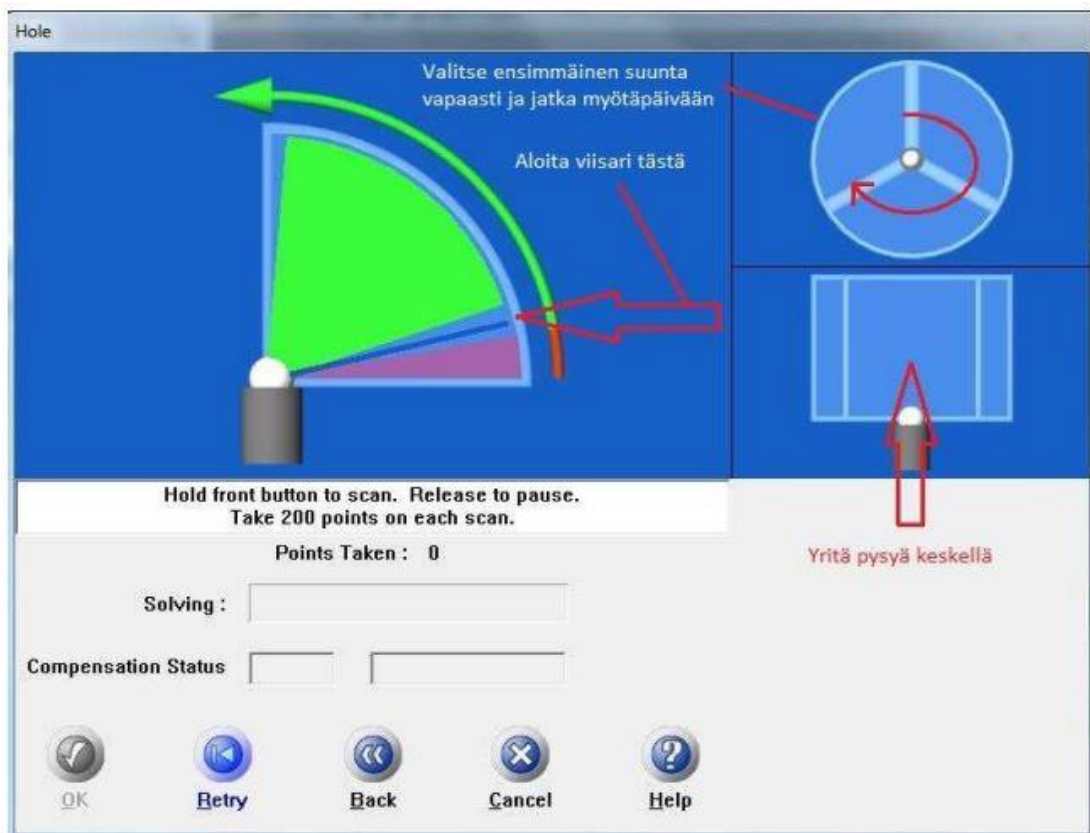 Hole
Valitse ensimmäinen suunta
vapaasti ja jatka myötäpäivään
Aloita viisari tästä
Hold front button to scan. Release to pause.
Take 200 points on each scan.
Points Taken : 0
Yritä pysyä keskellä
Solving :
Compensation Status
OK
Retry
Back
Cancel
Help